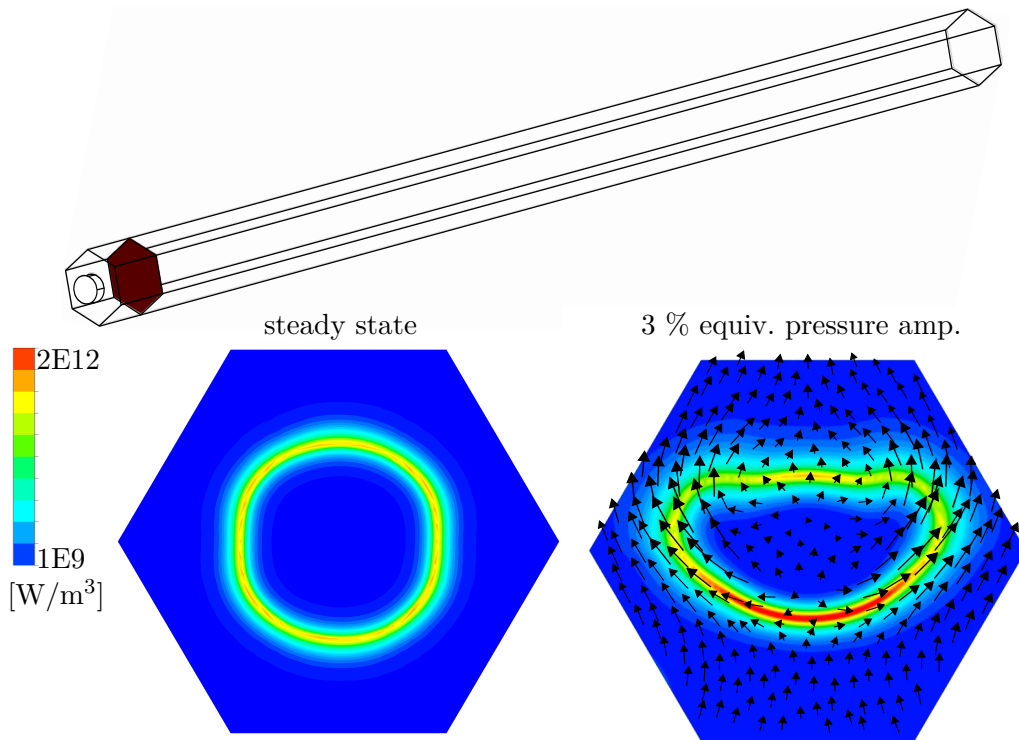 steady state
3 % equiv. pressure amp.
2E12
1E9
[W/m³]